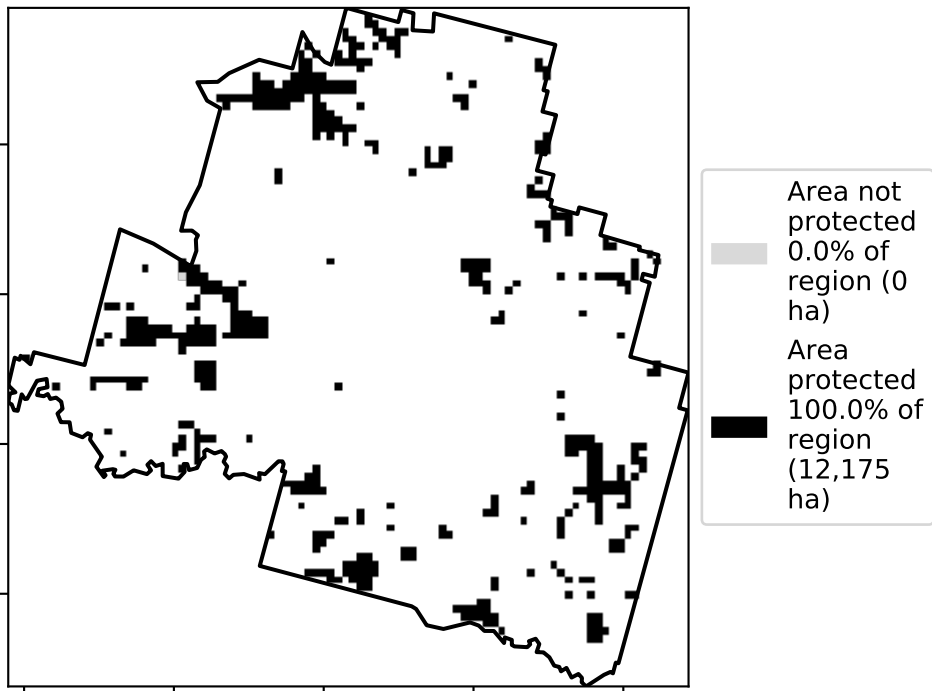 Area not
protected
0.0% of
region (0
ha)
Area
protected
100.0% of
region
(12,175
ha)